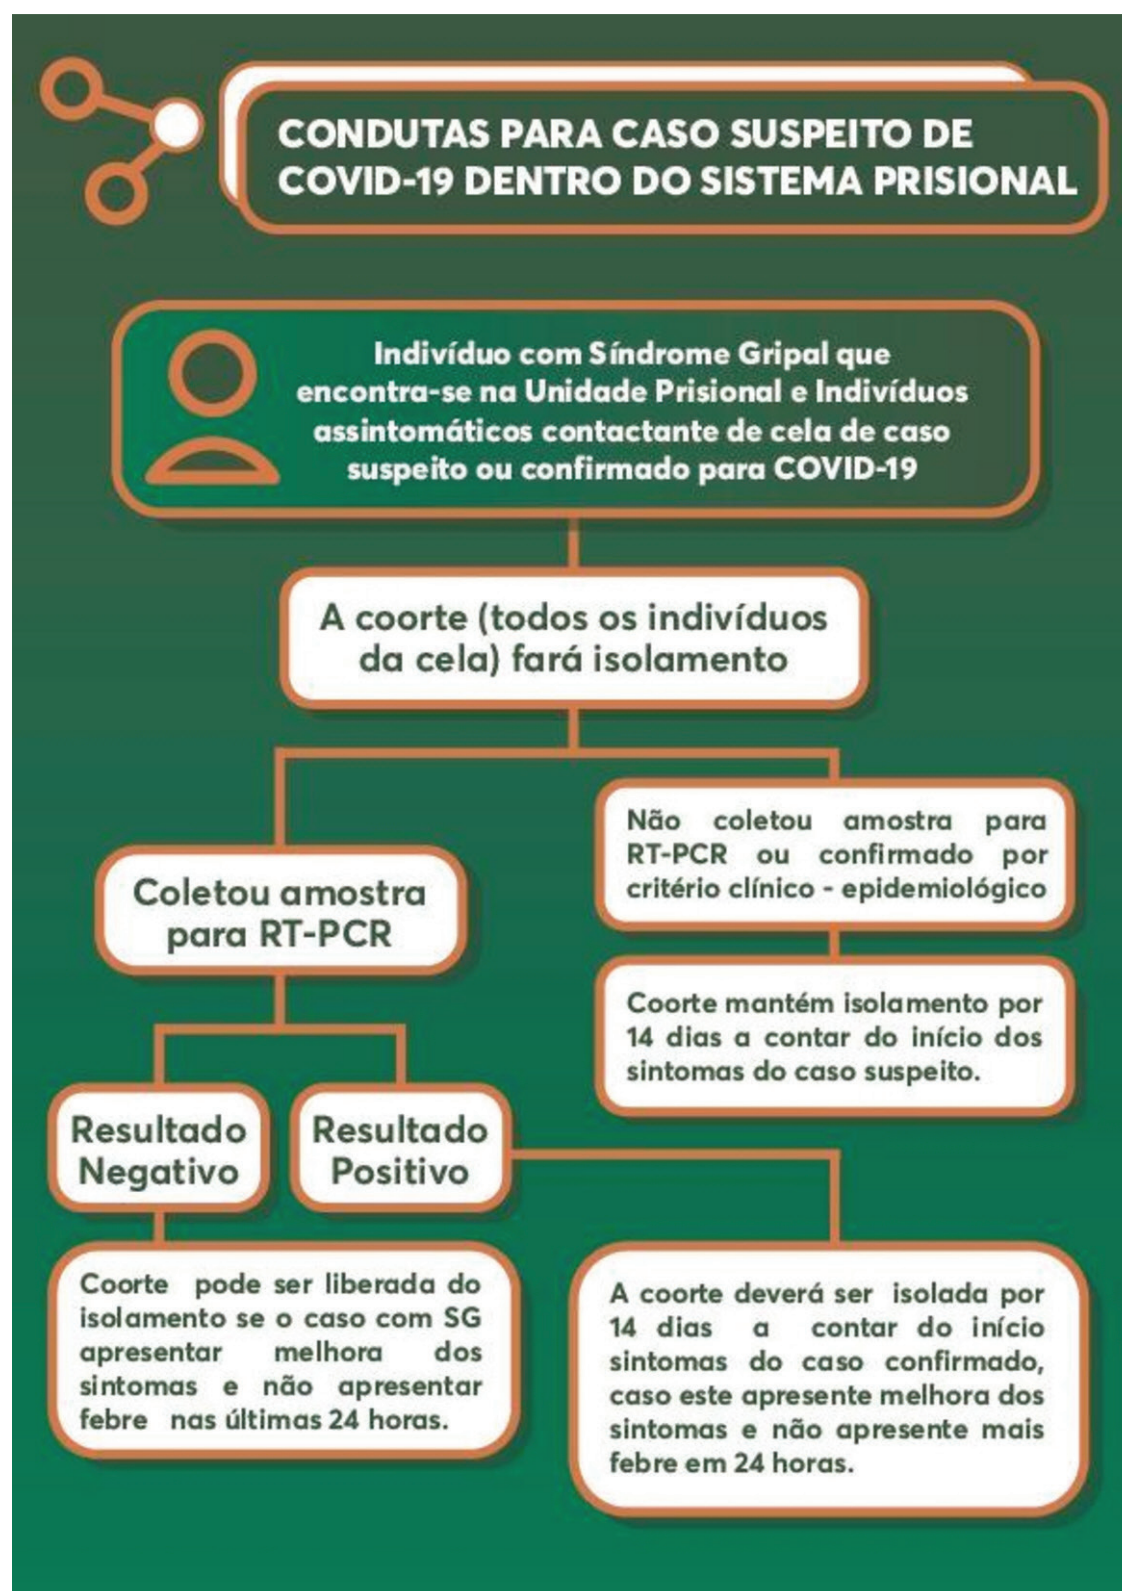 CONDUTAS PARA CASO SUSPEITO DE
COVID-19 DENTRO DO SISTEMA PRISIONAL
Indivíduo com Síndrome Gripal que
encontra-se na Unidade Prisional e Indivíduos
assintomáticos contactante de cela de caso
suspeito ou confirmado para COVID-19
A coorte (todos os indivíduos
da cela) fará isolamento
Não coletou amostra para
RT-PCR ou confirmado por
critério clínico - epidemiológico
Coletou amostra
para RT-PCR
Coorte mantém isolamento por
14 dias a contar do início dos
sintomas do caso suspeito.
Resultado
Negativo
Resultado
Positivo
Coorte pode ser liberada do
isolamento se o caso com SG
apresentar melhora dos
sintomas e não apresentar
febre nas últimas 24 horas.
A coorte deverá ser isolada por
14 dias a contar do início
sintomas do caso confirmado,
caso este apresente melhora dos
sintomas e não apresente mais
febre em 24 horas.